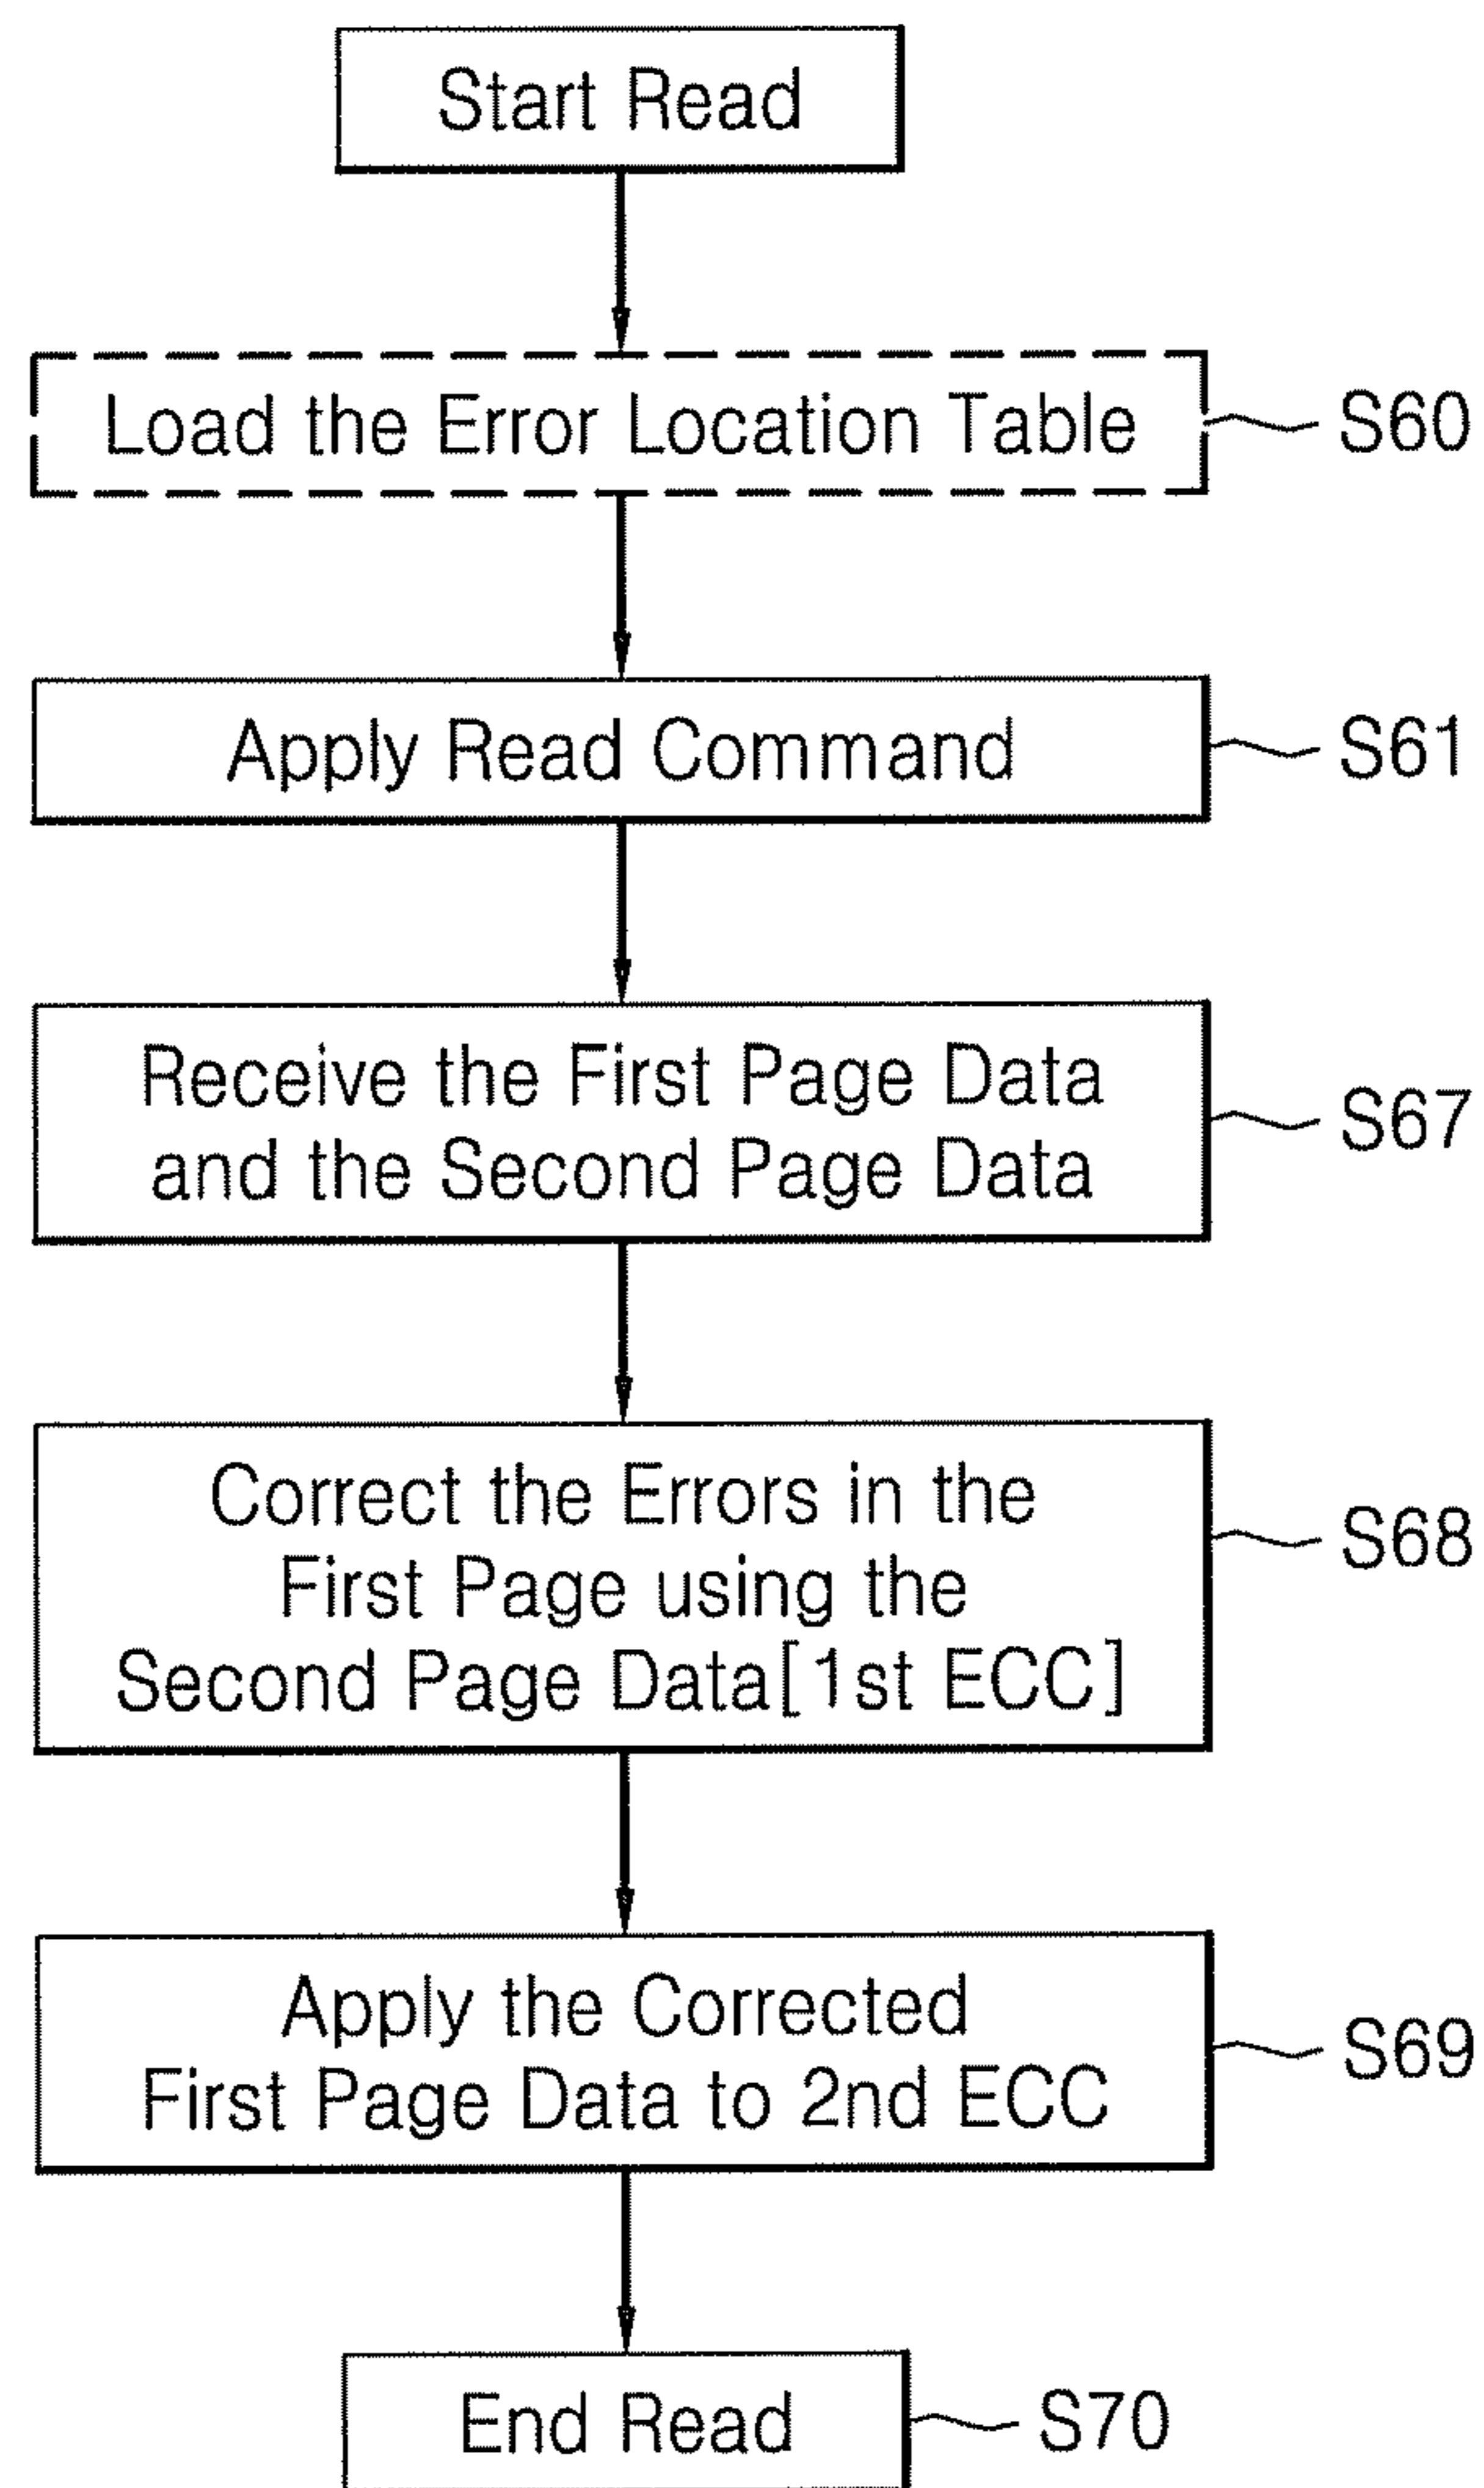 Start Read
Load the Error Location Table
S60
Apply Read Command
S61
Receive the First Page Data
and the Second Page Data
S67
Correct the Errors in the
First Page using the
Second Page Data[1st ECC]
S68
Apply the Corrected
First Page Data to 2nd ECC
S69
End Read
S70